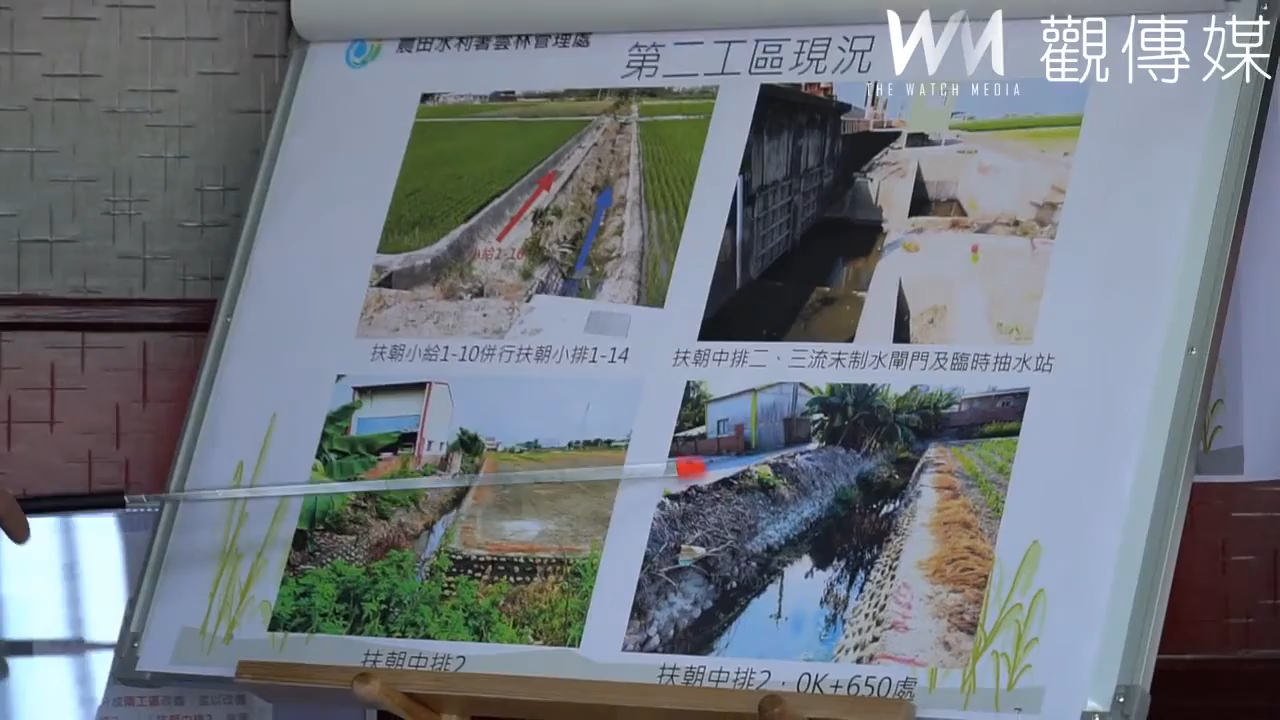 農田水利署雲林管理處
第二工區現況
WM 觀傳媒
THE WATCH MEDIA
小給1-10
扶朝小給1-10併行扶朝小排1-14
扶朝中排二、三流末制水閘門及臨時抽水站
扶朝中排2
扶朝中排2,0K+650處